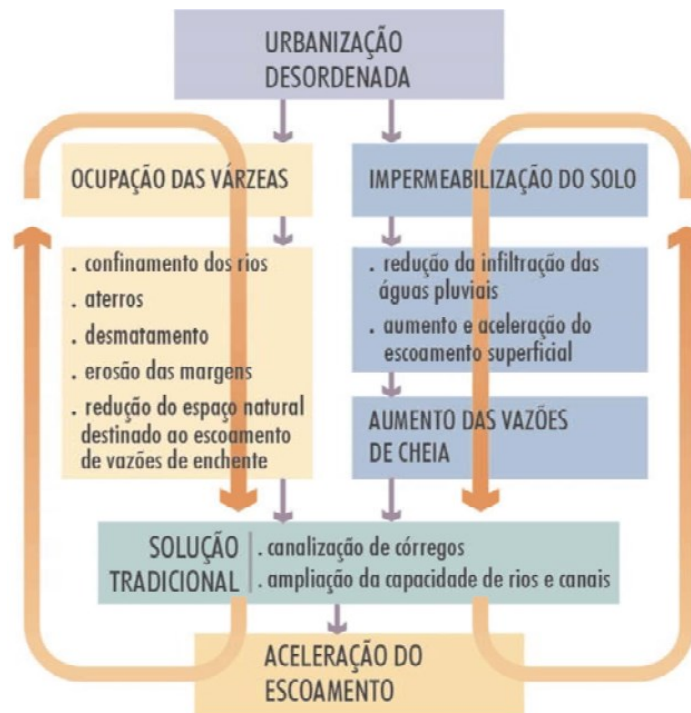 URBANIZAÇÃO
DESORDENADA
OCUPAÇÃO DAS VÁRZEAS
. confinamento dos rios
. aterros
. desmatamento
. erosão das margens
. redução do espaço natural
destinado ao escoamento
de vazões de enchente
IMPERMEABILIZAÇÃO DO SOLO
. redução da infiltração das
águas pluviais
. aumento e aceleração do
escoamento superficial
AUMENTO DAS VAZÕES
DE CHEIA
SOLUÇÃO
TRADICIONAL
. canalização de córregos
. ampliação da capacidade de rios e canais
ACELERAÇÃO DO
ESCOAMENTO